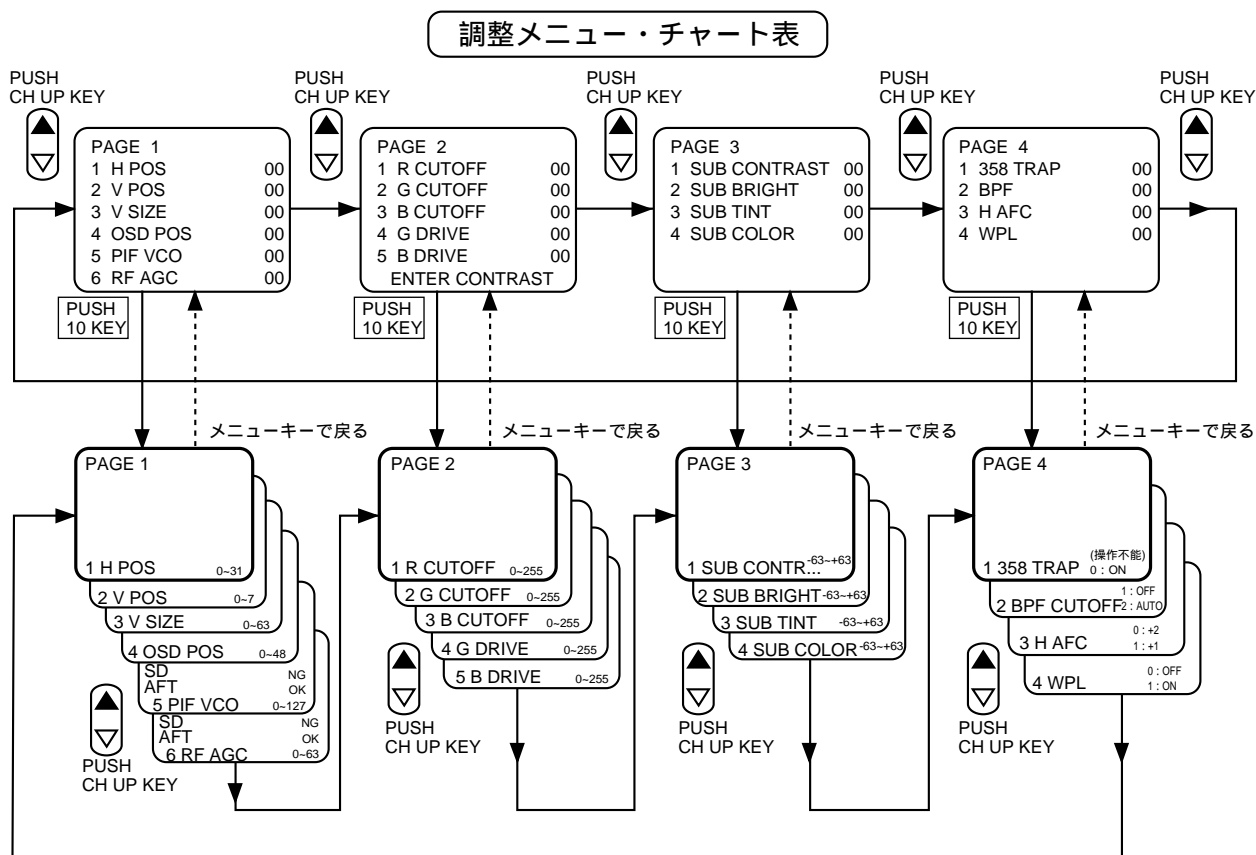 調整メニュー・チャート表
PUSH
CH UP KEY
PUSH
CH UP KEY
PUSH
CH UP KEY
PUSH
CH UP KEY
PUSH
CH UP KEY
PAGE 1
1 H POS 00
2 V POS 00
3 V SIZE 00
4 OSD POS 00
5 PIF VCO 00
6 RF AGC 00
PAGE 2
1 R CUTOFF 00
2 G CUTOFF 00
3 B CUTOFF 00
4 G DRIVE 00
5 B DRIVE 00
ENTER CONTRAST
PAGE 3
1 SUB CONTRAST 00
2 SUB BRIGHT 00
3 SUB TINT 00
4 SUB COLOR 00
PAGE 4
1 358 TRAP 00
2 BPF 00
3 H AFC 00
4 WPL 00
PUSH
10 KEY
PUSH
10 KEY
PUSH
10 KEY
PUSH
10 KEY
メニューキーで戻る
メニューキーで戻る
メニューキーで戻る
メニューキーで戻る
PAGE 1
1 H POS 0~31
2 V POS 0~7
3 V SIZE 0~63
4 OSD POS 0~48
SD NG
AFT OK
5 PIF VCO 0~127
SD NG
AFT OK
6 RF AGC 0~63
PUSH
CH UP KEY
PAGE 2
1 R CUTOFF 0~255
2 G CUTOFF 0~255
3 B CUTOFF 0~255
4 G DRIVE 0~255
5 B DRIVE 0~255
PUSH
CH UP KEY
PAGE 3
1 SUB CONTR... -63~+63
2 SUB BRIGHT -63~+63
3 SUB TINT -63~+63
4 SUB COLOR -63~+63
PUSH
CH UP KEY
PAGE 4
(操作不能)
1 358 TRAP 0 : ON
1 : OFF
2 BPF CUTOFF 2 : AUTO
0 : +2
3 H AFC 1 : +1
0 : OFF
4 WPL 1 : ON
PUSH
CH UP KEY